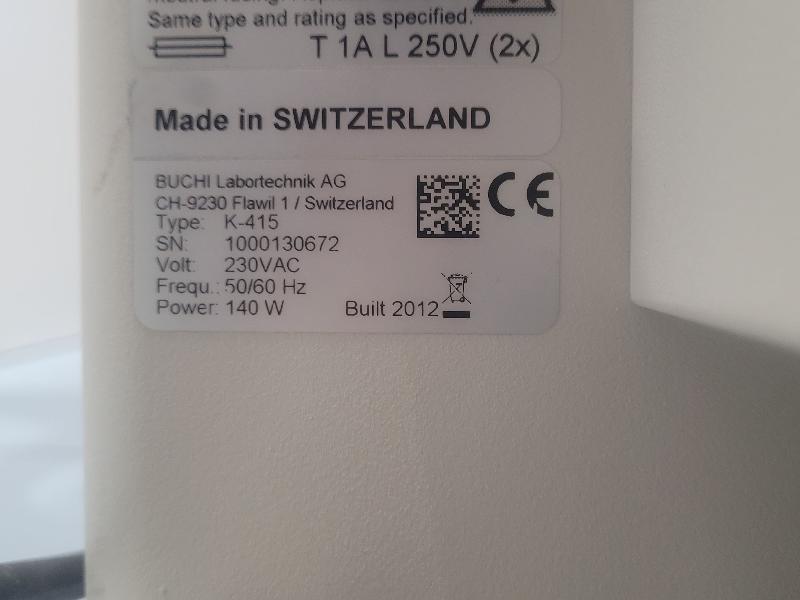 Same type and rating as specified.
T 1A L 250V (2x)
Made in SWITZERLAND
BUCHI Labortechnik AG
CH-9230 Flawil 1 / Switzerland
Type: K-415
SN: 1000130672
Volt: 230VAC
Frequ.: 50/60 Hz
Power: 140 W
Built 2012
CE